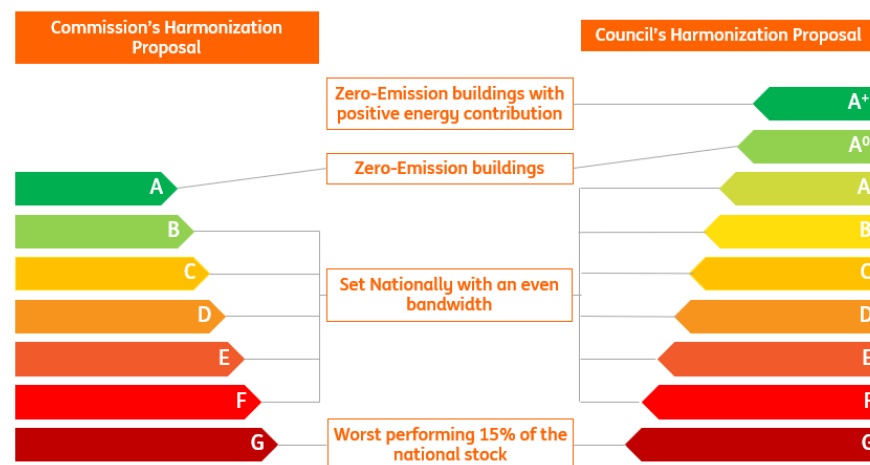 Commission's Harmonization
Proposal
Council's Harmonization Proposal
Zero-Emission buildings with
positive energy contribution
A⁺
Zero-Emission buildings
A⁰
A
A
B
B
Set Nationally with an even
bandwidth
C
C
D
D
E
E
F
F
Worst performing 15% of the
national stock
G
G